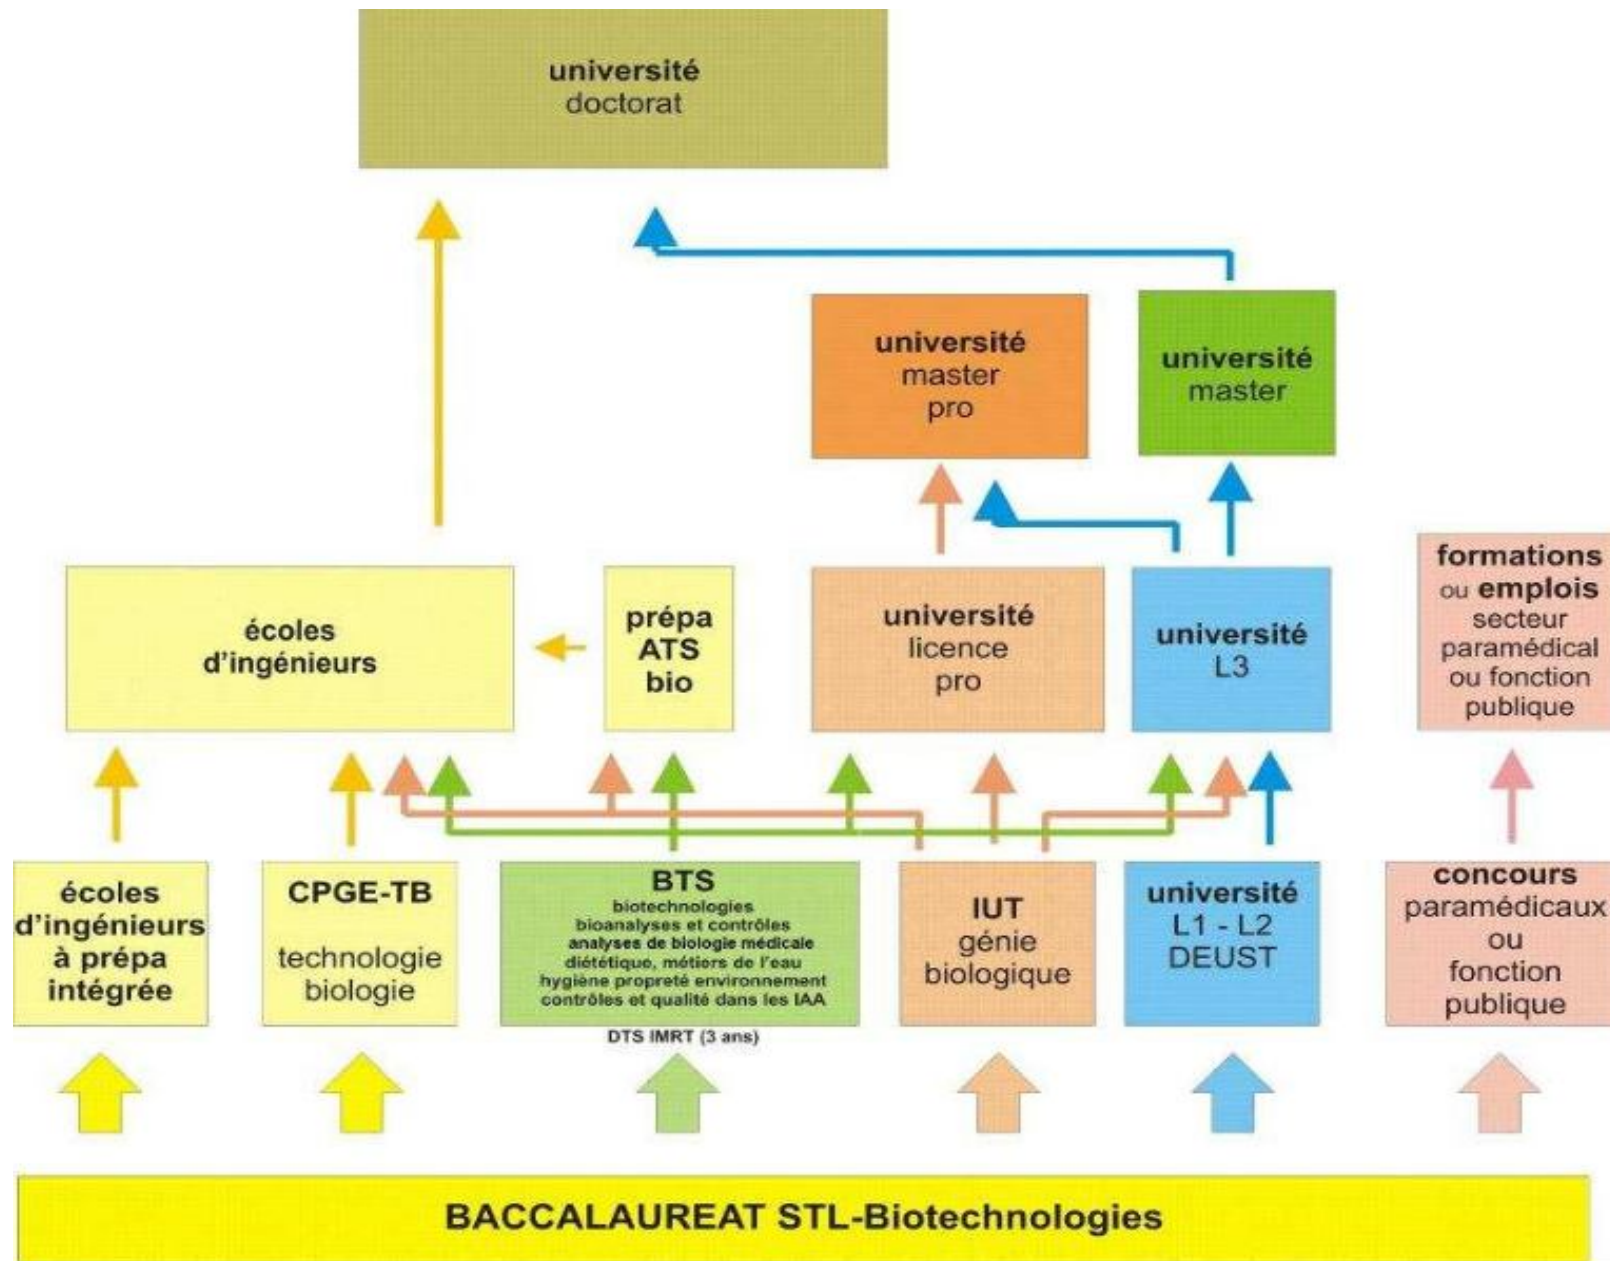 université
doctorat
université
master
pro
université
master
écoles
d'ingénieurs
prépa
ATS
bio
université
licence
pro
université
L3
formations
ou emplois
secteur
paramédical
ou fonction
publique
écoles
d'ingénieurs
à prépa
intégrée
CPGE-TB
technologie
biologie
BTS
biotechnologies
bioanalyses et contrôles
analyses de biologie médicale
diététique, métiers de l'eau
hygiène propreté environnement
contrôles et qualité dans les IAA
DTS IMRT (3 ans)
IUT
génie
biologique
université
L1 - L2
DEUST
concours
paramédicaux
ou
fonction
publique
BACCALAUREAT STL-Biotechnologies